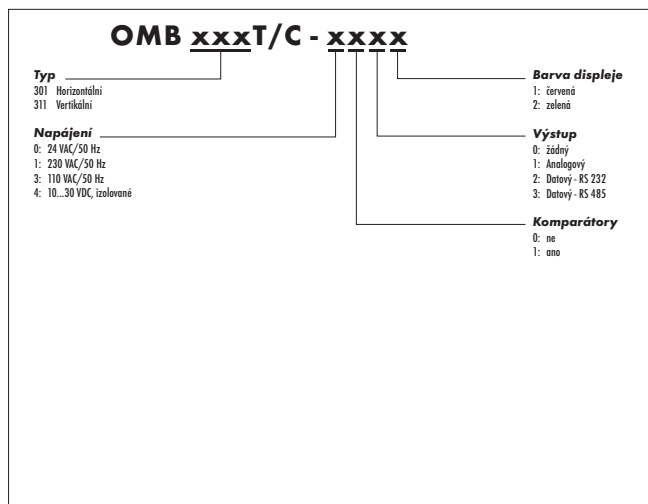 OMB xxxT/C - xxxx
Typ
301 Horizontální
311 Vertikální
Napájení
0: 24 VAC/50 Hz
1: 230 VAC/50 Hz
3: 110 VAC/50 Hz
4: 10...30 VDC, izolované
Barva displeje
1: červená
2: zelená
Výstup
0: žádný
1: Analogový
2: Datový - RS 232
3: Datový - RS 485
Komparátory
0: ne
1: ano